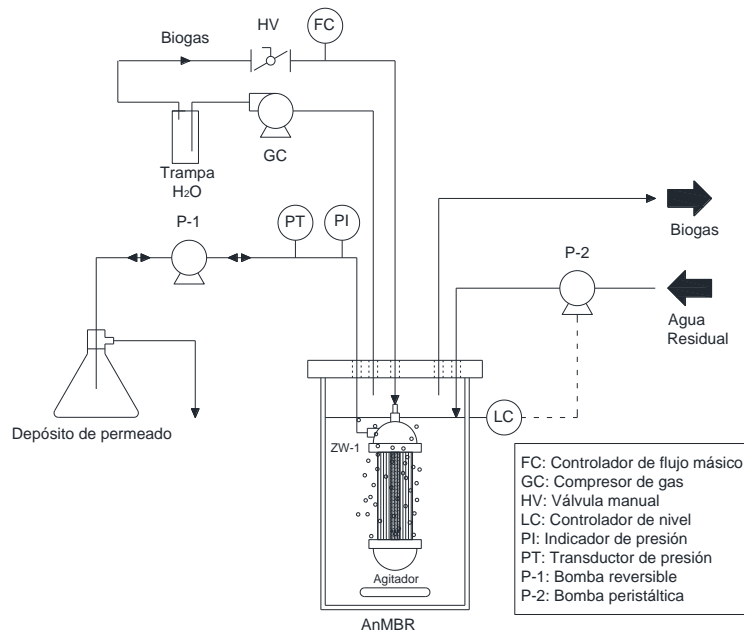 Biogas
HV
FC
GC
Trampa
H2O
P-1
PT
PI
Biogas
P-2
Agua
Residual
Depósito de permeado
LC
ZW-1
Agitador
AnMBR
FC: Controlador de flujo másico
GC: Compresor de gas
HV: Válvula manual
LC: Controlador de nivel
PI: Indicador de presión
PT: Transductor de presión
P-1: Bomba reversible
P-2: Bomba peristáltica